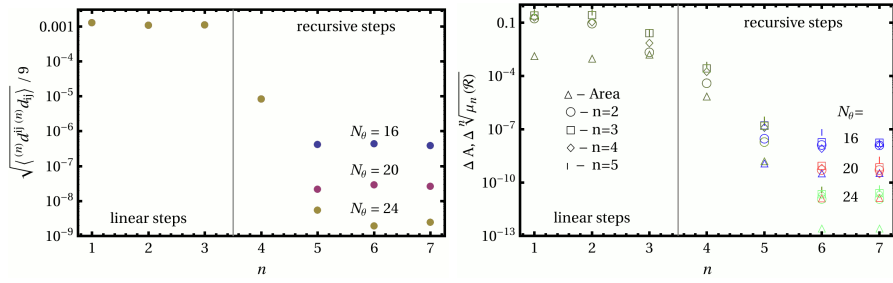 recursive steps
linear steps
0.001
10⁻⁴
10⁻⁵
10⁻⁶
10⁻⁷
10⁻⁸
10⁻⁹
√⟨⁽ⁿ⁾dⁱʲ ⁽ⁿ⁾dᵢⱼ⟩ / 9
N_θ = 16
N_θ = 20
N_θ = 24
1 2 3 4 5 6 7
n
recursive steps
linear steps
0.1
10⁻⁴
10⁻⁷
10⁻¹⁰
10⁻¹³
Δ A, Δ ⁿ√μₙ(ℛ)
△ – Area
○ – n=2
□ – n=3
◇ – n=4
ı – n=5
N_θ=
16
20
24
1 2 3 4 5 6 7
n